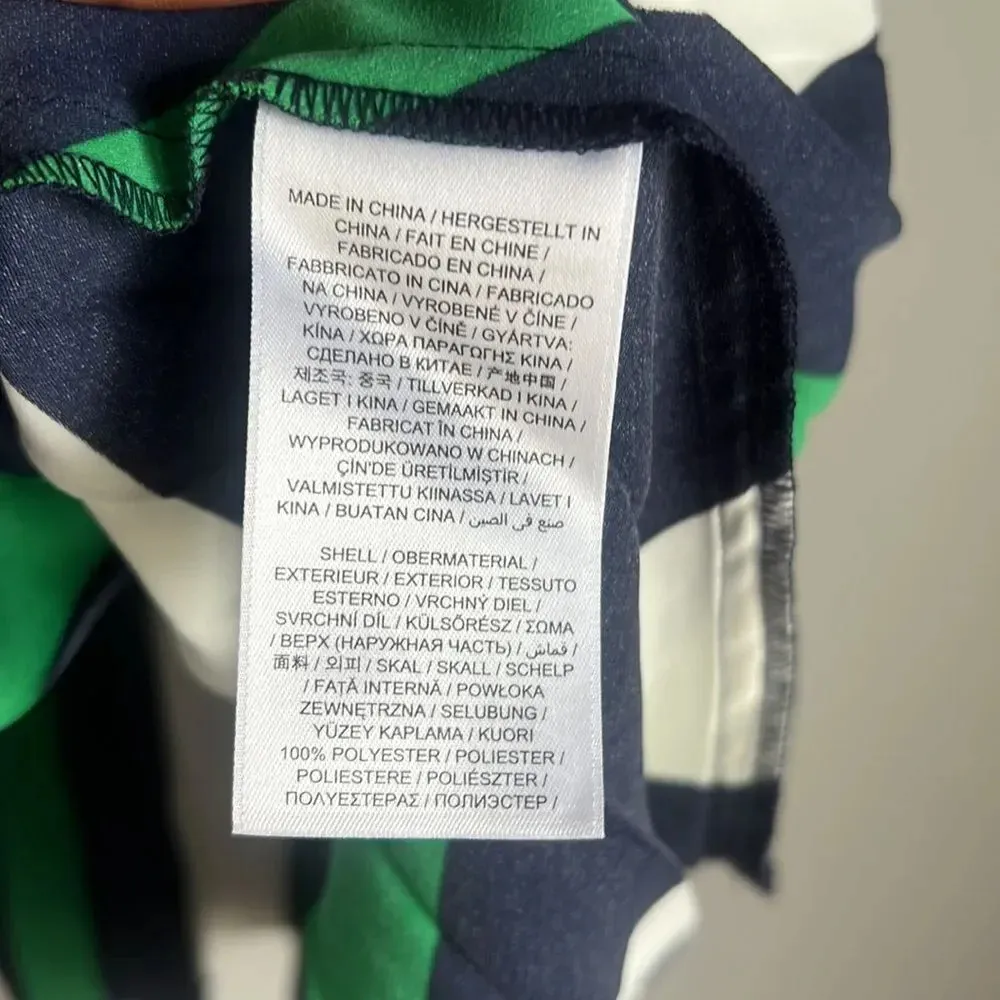 MADE IN CHINA / HERGESTELLT IN
CHINA / FAIT EN CHINE /
FABRICADO EN CHINA /
FABBRICATO IN CINA / FABRICADO
NA CHINA / VYROBENÉ V ČÍNE /
VYROBENO V ČÍNĚ / GYÁRTVA:
KÍNA / ΧΩΡΑ ΠΑΡΑΓΩΓΗΣ ΚΙΝΑ /
СДЕЛАНО В КИТАЕ / 产地中国 /
제조국: 중국 / TILLVERKAD I KINA /
LAGET I KINA / GEMAAKT IN CHINA /
FABRICAT ÎN CHINA /
WYPRODUKOWANO W CHINACH /
ÇİN'DE ÜRETİLMİŞTİR /
VALMISTETTU KIINASSA / LAVET I
KINA / BUATAN CINA / صنع في الصين
SHELL / OBERMATERIAL /
EXTERIEUR / EXTERIOR / TESSUTO
ESTERNO / VRCHNÝ DIEL /
SVRCHNÍ DÍL / KÜLSŐRÉSZ / ΣΩΜΑ
/ ВЕРХ (НАРУЖНАЯ ЧАСТЬ) / قماش /
面料 / 외피 / SKAL / SKALL / SCHELP
/ FAȚĂ INTERNĂ / POWŁOKA
ZEWNĘTRZNA / SELUBUNG /
YÜZEY KAPLAMA / KUORI
100% POLYESTER / POLIESTER /
POLIESTERE / POLIÉSZTER /
ΠΟΛΥΕΣΤΕΡΑΣ / ПОЛИЭСТЕР /